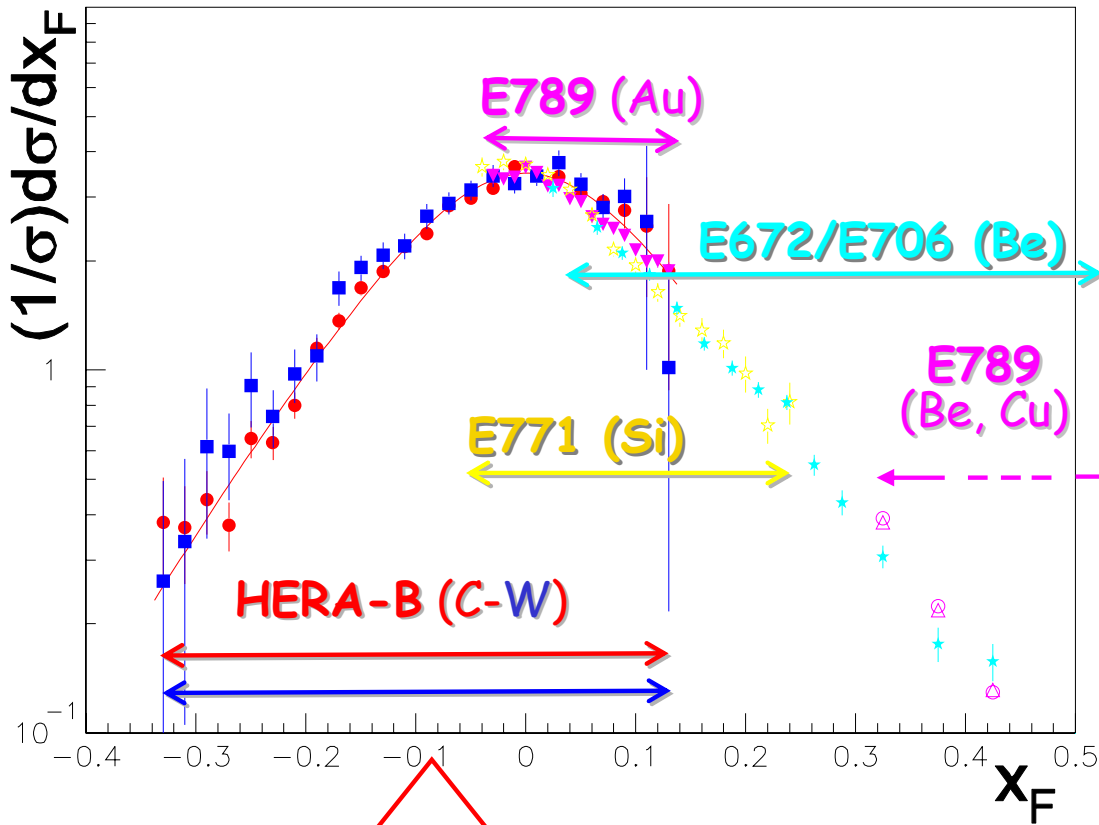 (1/σ)dσ/dx_F
E789 (Au)
E672/E706 (Be)
1
E789
(Be, Cu)
E771 (Si)
HERA-B (C-W)
10^-1
-0.4 -0.3 -0.2 -0.1 0 0.1 0.2 0.3 0.4 0.5
x_F